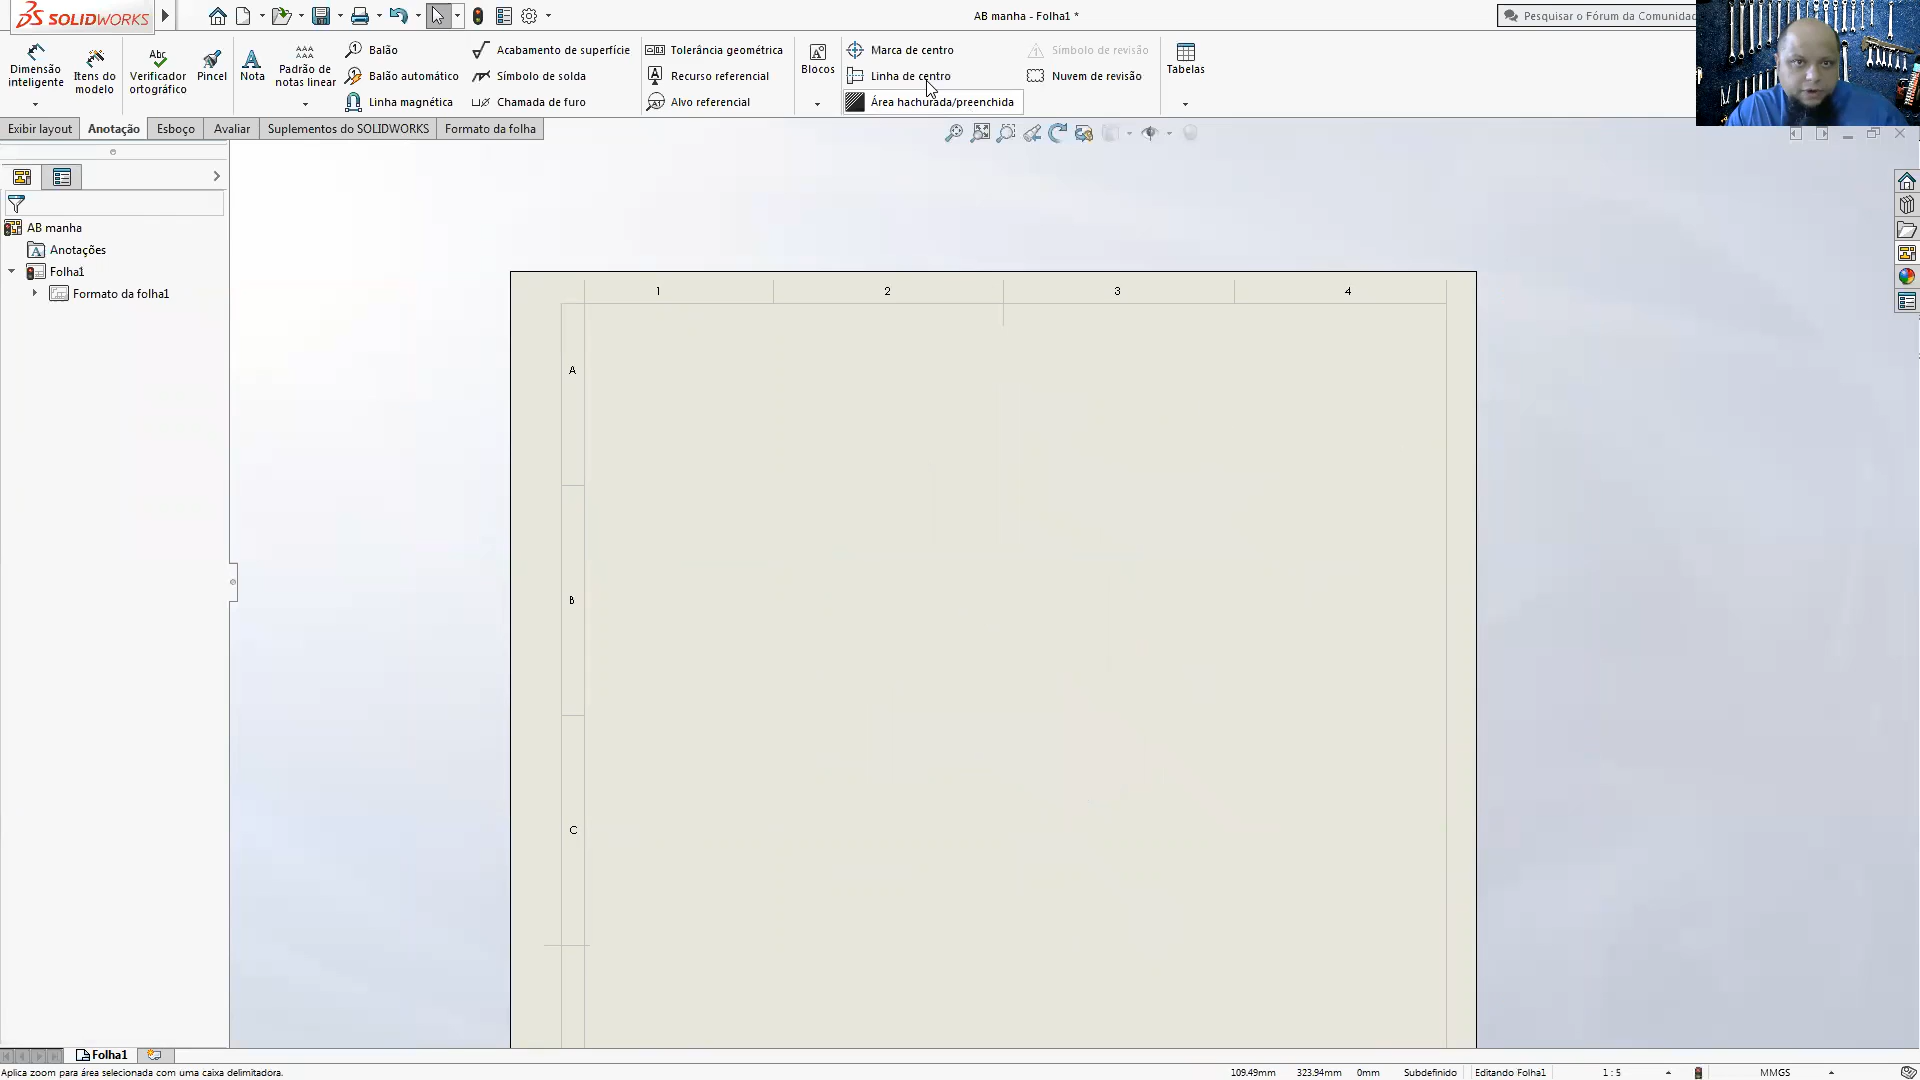 SOLIDWORKS
AB manha - Folha1 *
Pesquisar o Fórum da Comunidad
Dimensão inteligente
Itens do modelo
Abc
Verificador ortográfico
Pincel
A
Nota
AAA
AAA
Padrão de notas linear
Balão
Balão automático
Linha magnética
Acabamento de superfície
Símbolo de solda
Chamada de furo
Tolerância geométrica
Recurso referencial
Alvo referencial
Blocos
Marca de centro
Linha de centro
Área hachurada/preenchida
Símbolo de revisão
Nuvem de revisão
Tabelas
Exibir layout
Anotação
Esboço
Avaliar
Suplementos do SOLIDWORKS
Formato da folha
AB manha
Anotações
Folha1
Formato da folha1
1 2 3 4
A
B
C
Folha1
Aplica zoom para área selecionada com uma caixa delimitadora.
109.49mm 323.94mm 0mm Subdefinido Editando Folha1 1 : 5 MMGS